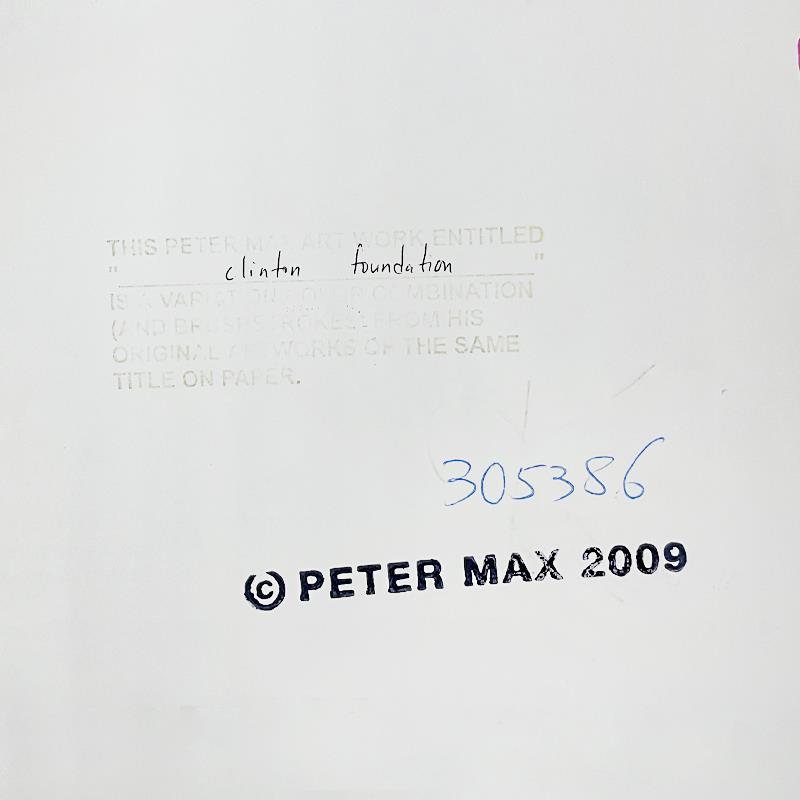 THIS PETER MAX ART WORK ENTITLED
" clinton foundation "
IS A VARIATION COLOR COMBINATION
(AND BRUSHSTROKES) FROM HIS
ORIGINAL ARTWORKS OF THE SAME
TITLE ON PAPER.
305386
© PETER MAX 2009